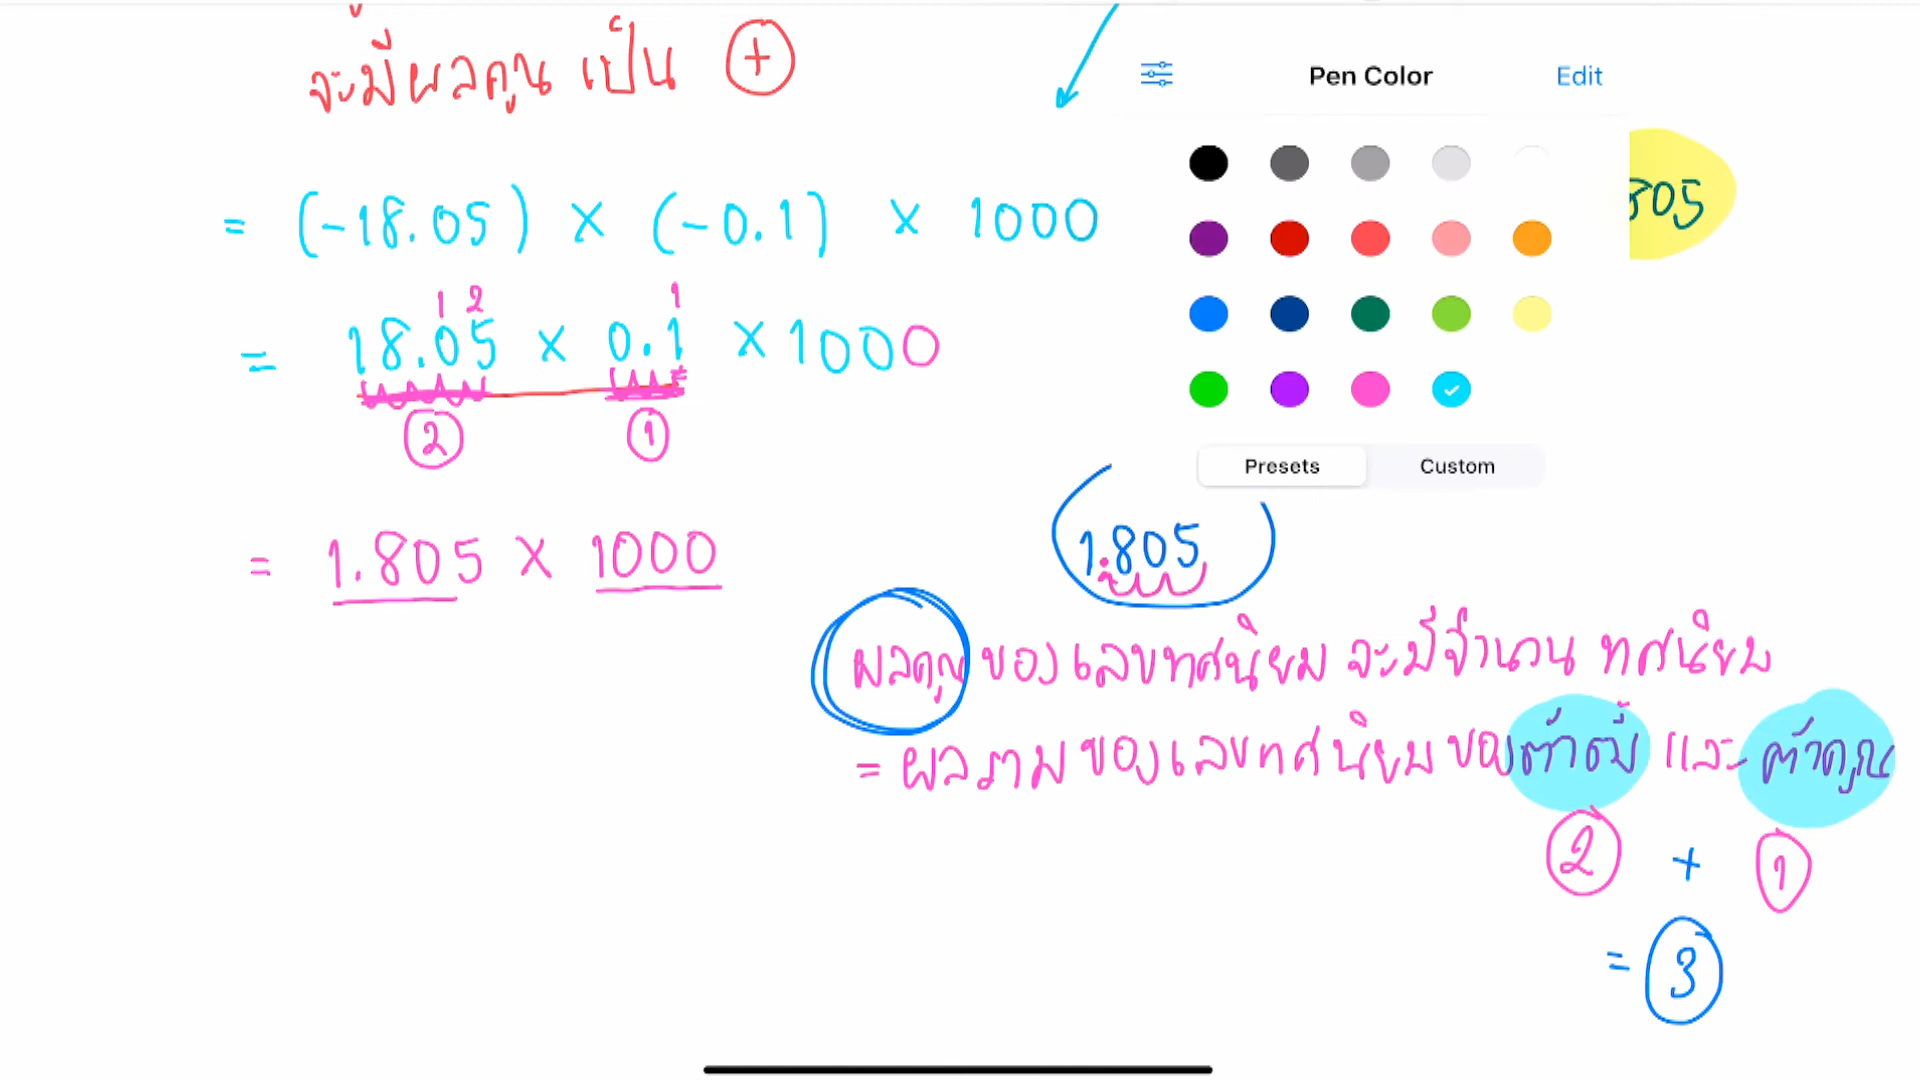 จะมีผลคูน เป็น +
Pen Color
Edit
805
= (-18.05) × (-0.1) × 1000
1 2 1
= 18.05 × 0.1 × 1000
2 1
Presets
Custom
= 1.805 × 1000
1.805
ผลคูณ ของ เลขทศนิยม จะมีจำนวน ทศนิยม
= ผลรวม ของ เลขทศนิยม ของตัวตั้ง และ ตัวคูณ
2 + 1
= 3